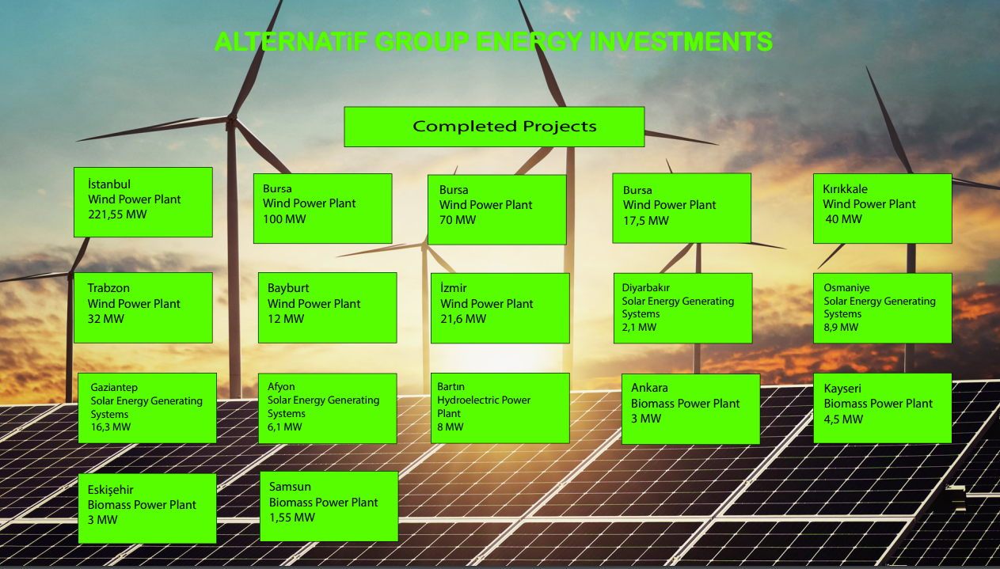 ALTERNATiF GROUP ENERGY INVESTMENTS
Completed Projects
İstanbul
Wind Power Plant
221,55 MW
Bursa
Wind Power Plant
100 MW
Bursa
Wind Power Plant
70 MW
Bursa
Wind Power Plant
17,5 MW
Kırıkkale
Wind Power Plant
40 MW
Trabzon
Wind Power Plant
32 MW
Bayburt
Wind Power Plant
12 MW
İzmir
Wind Power Plant
21,6 MW
Diyarbakır
Solar Energy Generating
Systems
2,1 MW
Osmaniye
Solar Energy Generating
Systems
8,9 MW
Gaziantep
Solar Energy Generating
Systems
16,3 MW
Afyon
Solar Energy Generating
Systems
6,1 MW
Bartın
Hydroelectric Power
Plant
8 MW
Ankara
Biomass Power Plant
3 MW
Kayseri
Biomass Power Plant
4,5 MW
Eskişehir
Biomass Power Plant
3 MW
Samsun
Biomass Power Plant
1,55 MW